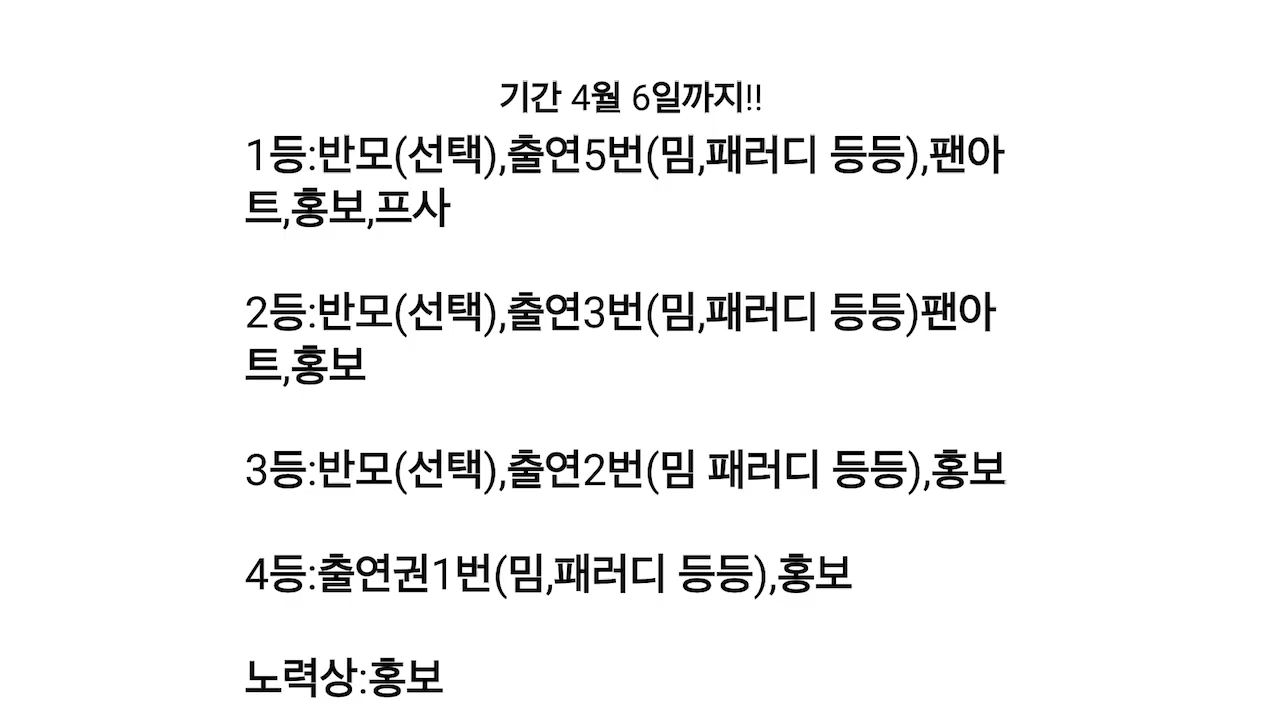 기간 4월 6일까지!!
1등:반모(선택),출연5번(밈,패러디 등등),팬아
트,홍보,프사
2등:반모(선택),출연3번(밈,패러디 등등)팬아
트,홍보
3등:반모(선택),출연2번(밈 패러디 등등),홍보
4등:출연권1번(밈,패러디 등등),홍보
노력상:홍보